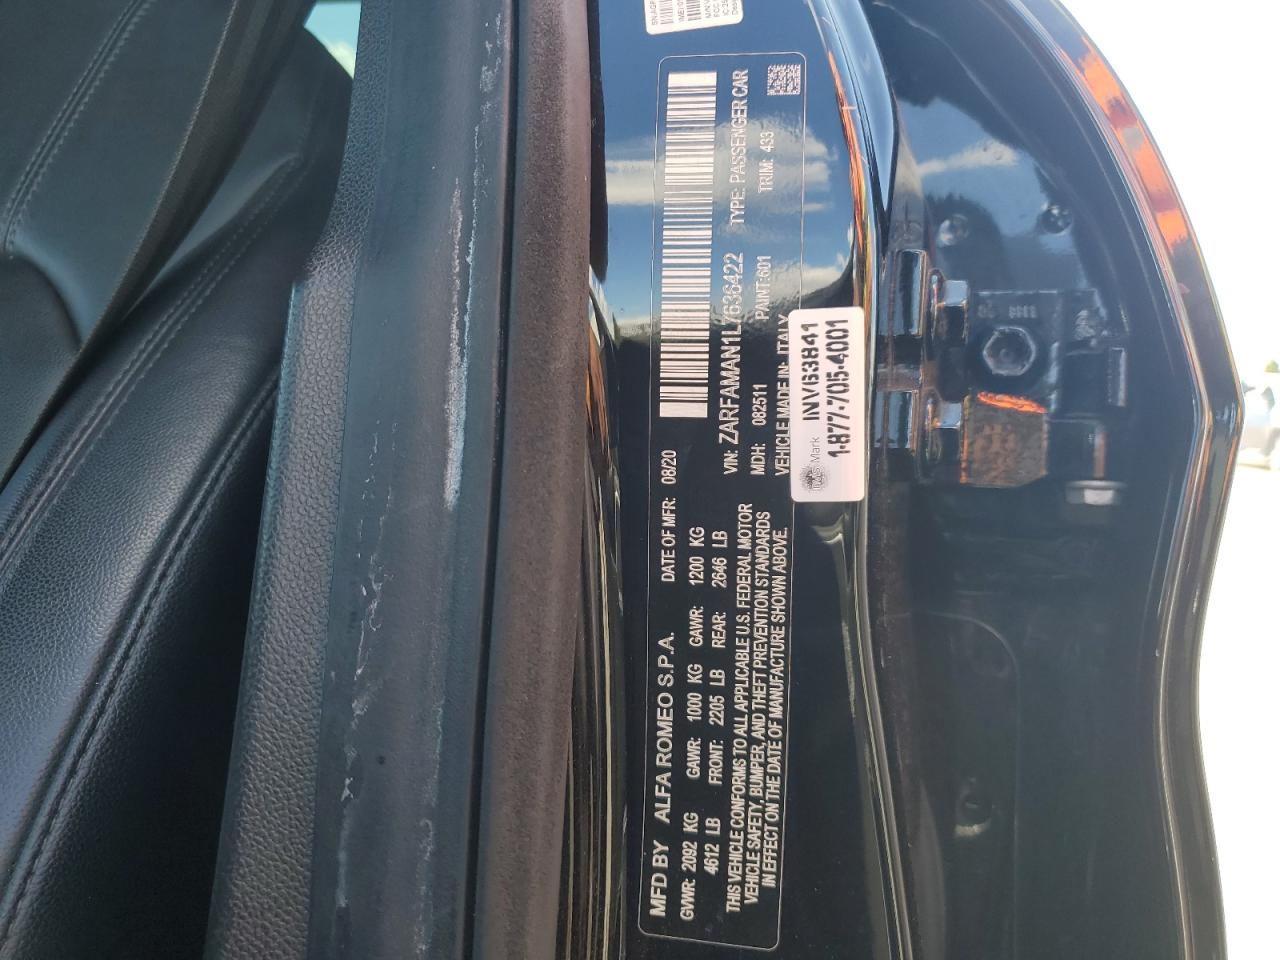 MFD BY ALFA ROMEO S.P.A. DATE OF MFR: 08/20
GVWR: 2092 KG GAWR: 1000 KG GAWR: 1200 KG
4612 LB FRONT: 2205 LB REAR: 2646 LB
THIS VEHICLE CONFORMS TO ALL APPLICABLE U.S. FEDERAL MOTOR
VEHICLE SAFETY, BUMPER, AND THEFT PREVENTION STANDARDS
IN EFFECT ON THE DATE OF MANUFACTURE SHOWN ABOVE.
VIN: ZARFAMAN1L7636422 TYPE: PASSENGER CAR
MDH: 082511 PAINT: 601 TRIM: 433
VEHICLE MADE IN: ITALY
INV63841
Mark
1-877-705-4001